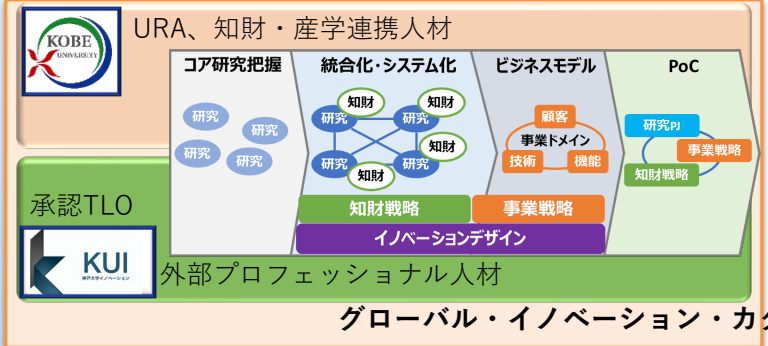 KOBE
UNIVERSITY
URA、知財・産学連携人材
コア研究把握
統合化・システム化
ビジネスモデル
PoC
研究
研究
研究
研究
知財
知財
研究
研究
知財
研究
研究
知財
顧客
事業ドメイン
技術
機能
研究PJ
事業戦略
知財戦略
知財戦略
事業戦略
イノベーションデザイン
承認TLO
KUI
神戸大学イノベーション
外部プロフェッショナル人材
グローバル・イノベーション・カ